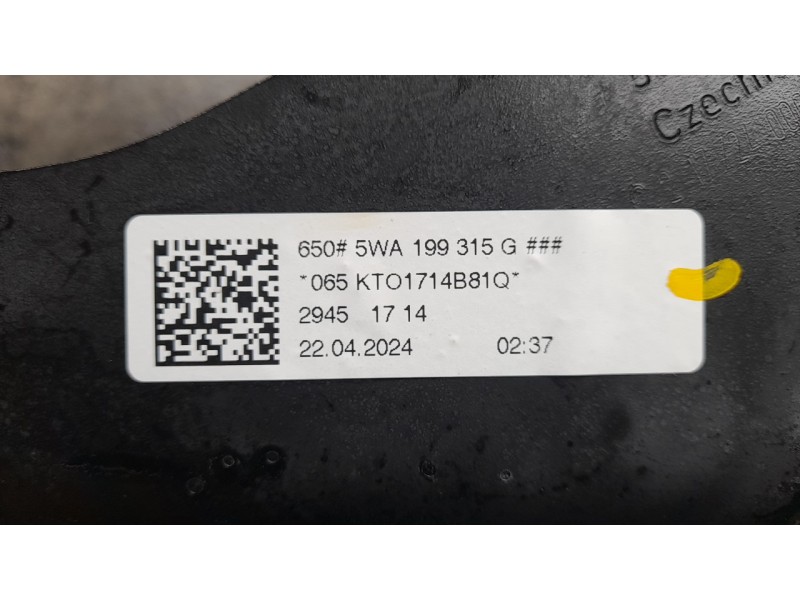 650# 5WA 199 315 G ###
*065 KTO1714B81Q*
2945 17 14
22.04.2024 02:37